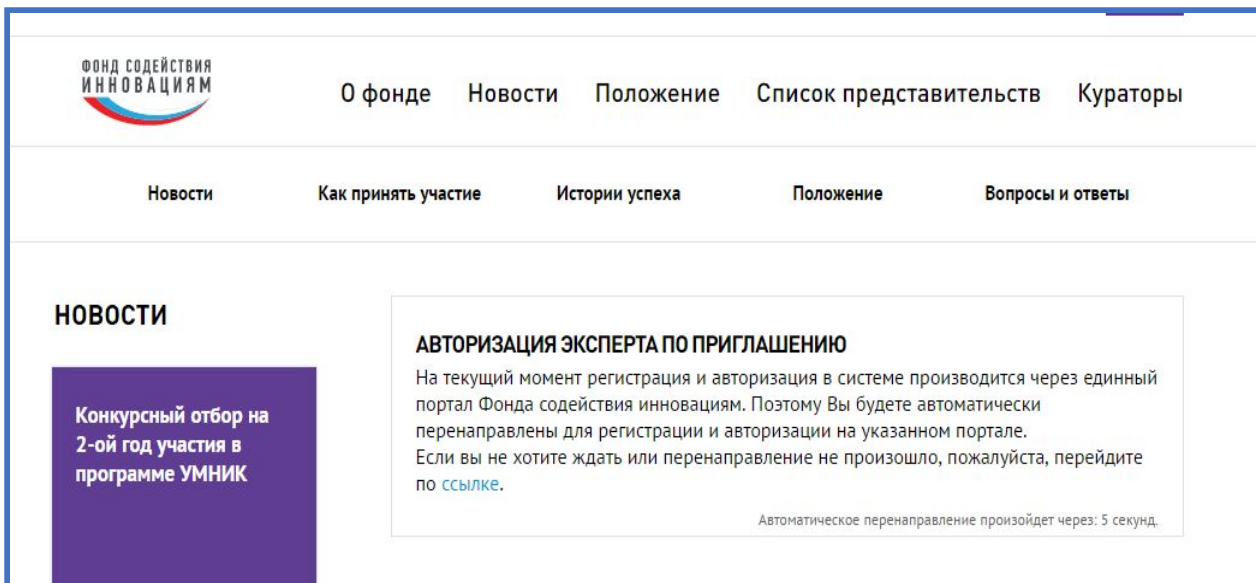 ФОНД СОДЕЙСТВИЯ
ИННОВАЦИЯМ
О фонде Новости Положение Список представительств Кураторы
Новости Как принять участие Истории успеха Положение Вопросы и ответы
НОВОСТИ
Конкурсный отбор на
2-ой год участия в
программе УМНИК
АВТОРИЗАЦИЯ ЭКСПЕРТА ПО ПРИГЛАШЕНИЮ
На текущий момент регистрация и авторизация в системе производится через единный
портал Фонда содействия инновациям. Поэтому Вы будете автоматически
перенаправлены для регистрации и авторизации на указанном портале.
Если вы не хотите ждать или перенаправление не произошло, пожалуйста, перейдите
по ссылке.
Автоматическое перенаправление произойдет через: 5 секунд.